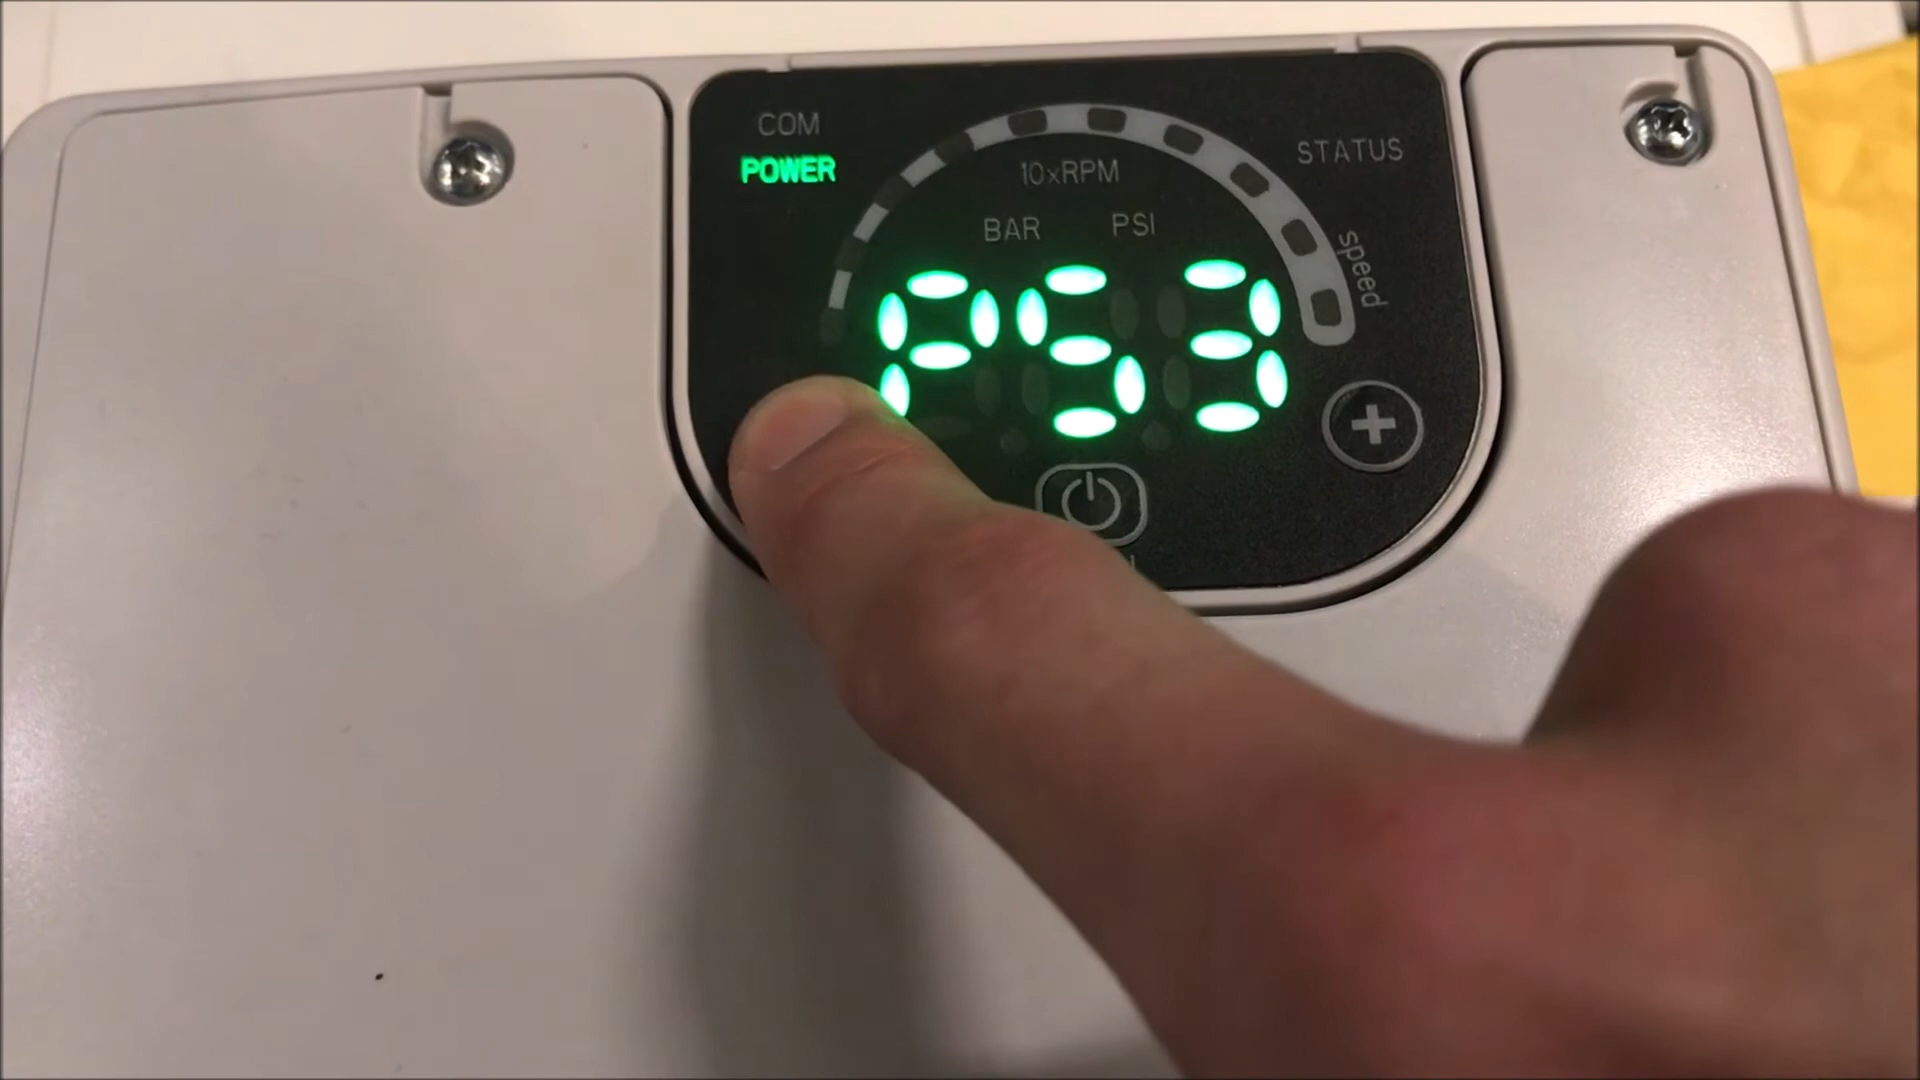 COM
POWER
10xRPM
STATUS
BAR PSI
speed
P53